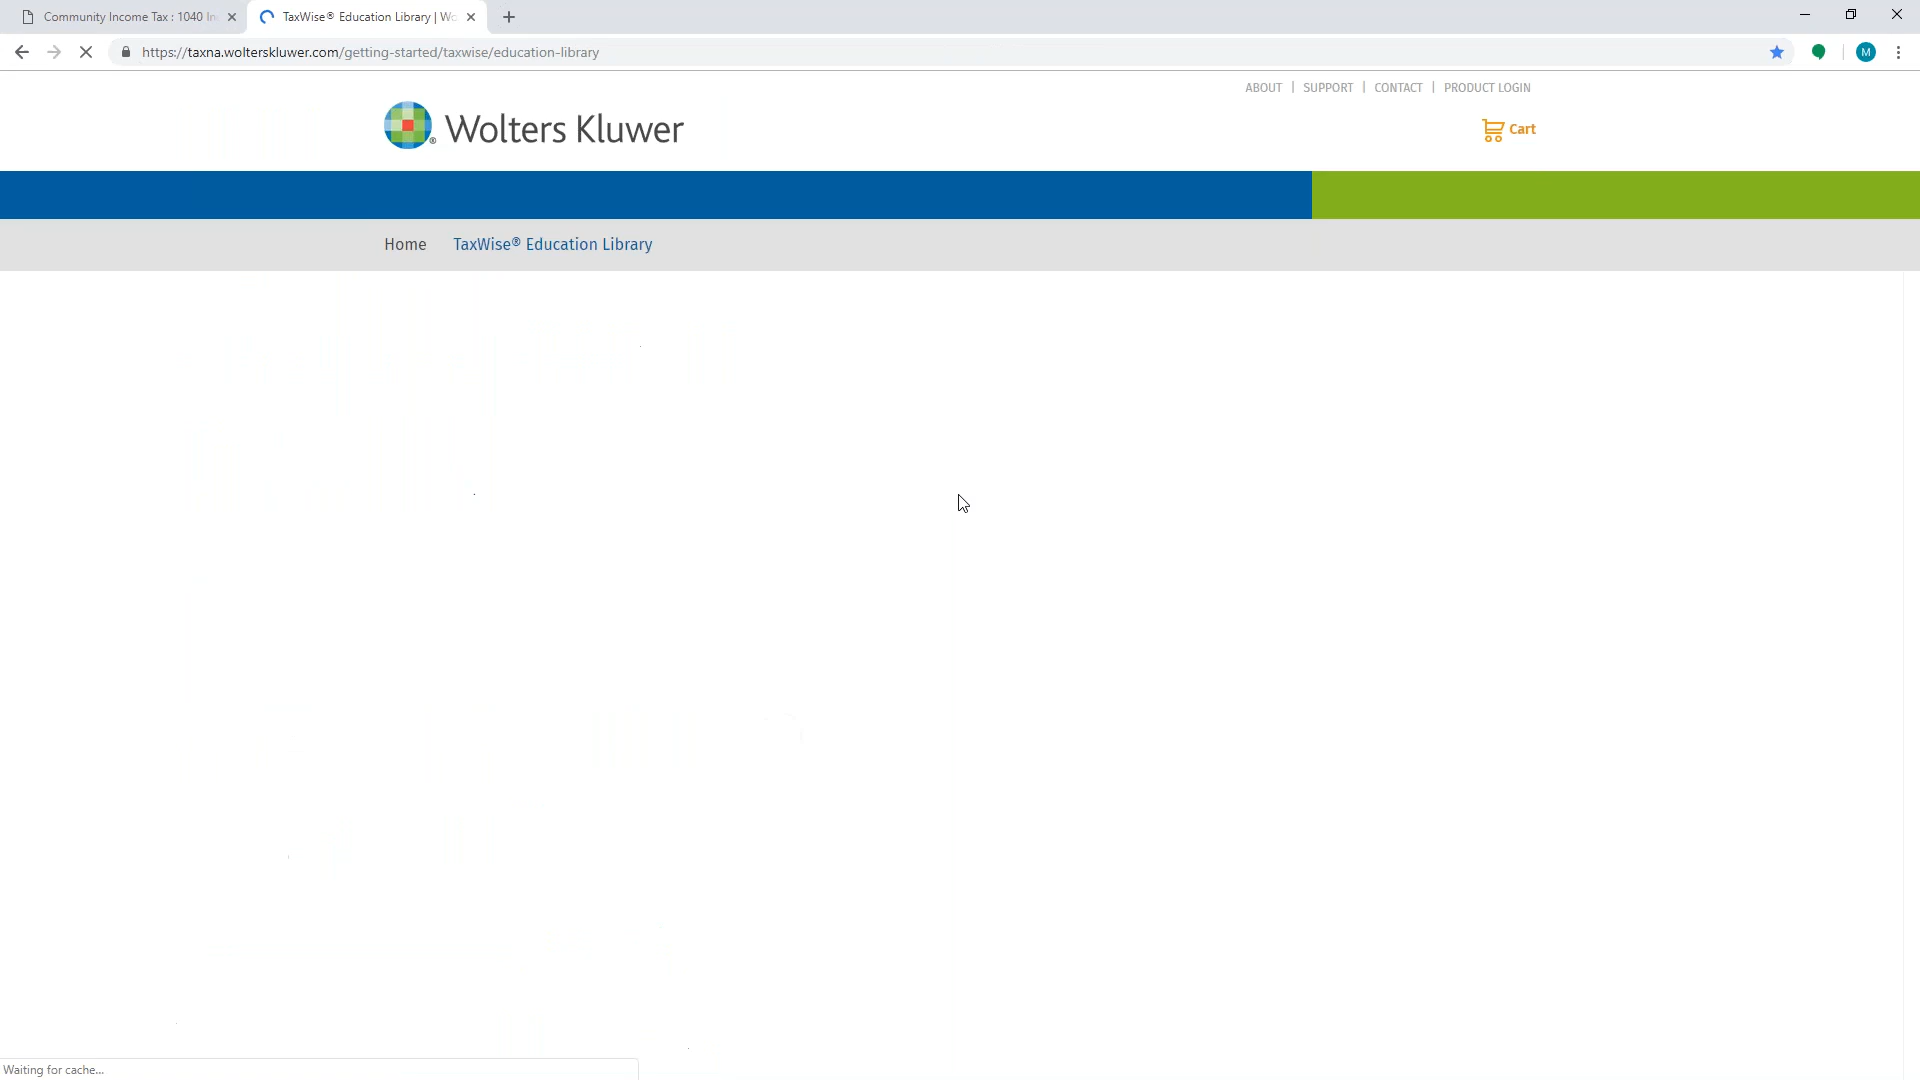 Community Income Tax : 1040 In
TaxWise® Education Library | Wo
https://taxna.wolterskluwer.com/getting-started/taxwise/education-library
M
ABOUT | SUPPORT | CONTACT | PRODUCT LOGIN
Wolters Kluwer
Cart
Home TaxWise® Education Library
Waiting for cache...